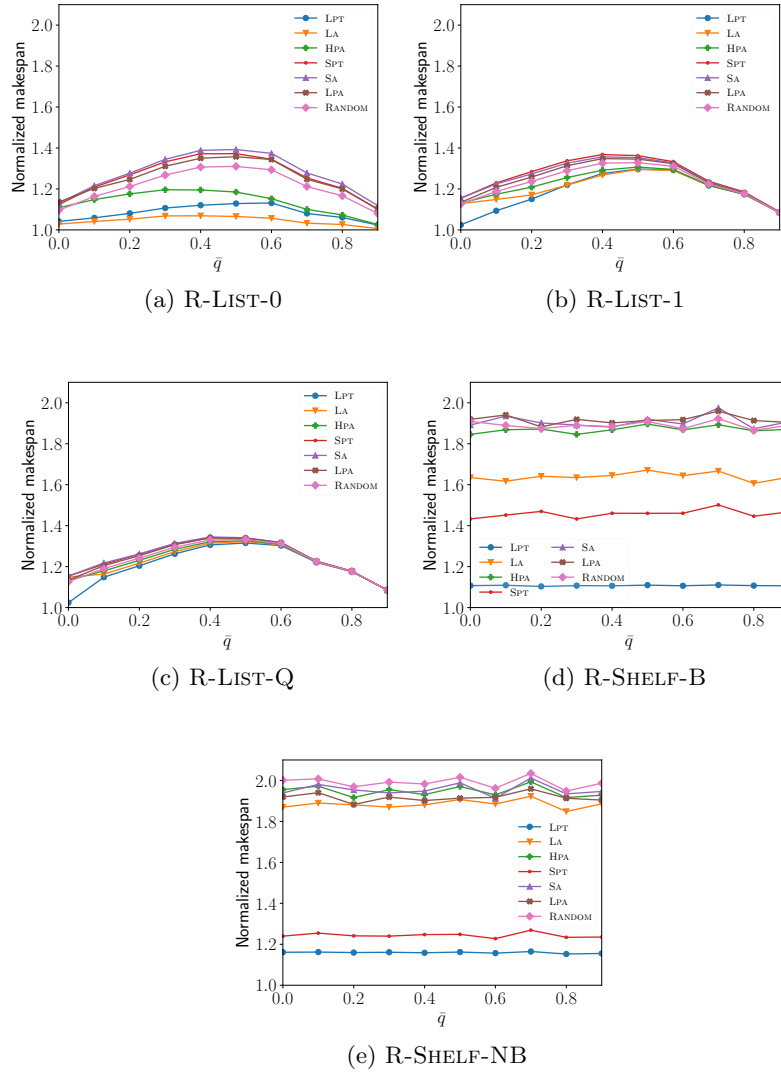 2.0
1.8
1.6
1.4
1.2
1.0
Normalized makespan
0.0 0.2 0.4 0.6 0.8
q̄
LPT
LA
HPA
SPT
SA
LPA
RANDOM
(a) R-LIST-0
2.0
1.8
1.6
1.4
1.2
1.0
Normalized makespan
0.0 0.2 0.4 0.6 0.8
q̄
LPT
LA
HPA
SPT
SA
LPA
RANDOM
(b) R-LIST-1
2.0
1.8
1.6
1.4
1.2
1.0
Normalized makespan
0.0 0.2 0.4 0.6 0.8
q̄
LPT
LA
HPA
SPT
SA
LPA
RANDOM
(c) R-LIST-Q
2.0
1.8
1.6
1.4
1.2
1.0
Normalized makespan
0.0 0.2 0.4 0.6 0.8
q̄
LPT SA
LA LPA
HPA RANDOM
SPT
(d) R-SHELF-B
2.0
1.8
1.6
1.4
1.2
1.0
Normalized makespan
0.0 0.2 0.4 0.6 0.8
q̄
LPT
LA
HPA
SPT
SA
LPA
RANDOM
(e) R-SHELF-NB